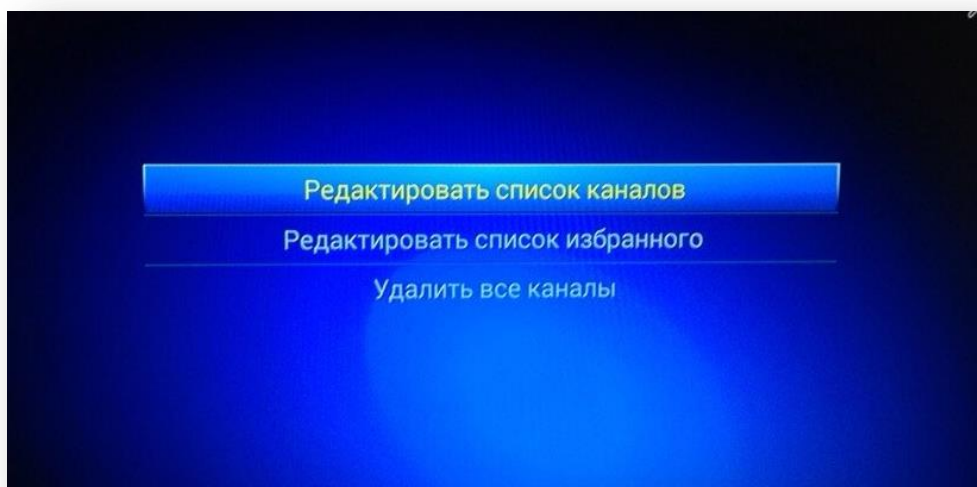 Редактировать список каналов
Редактировать список избранного
Удалить все каналы